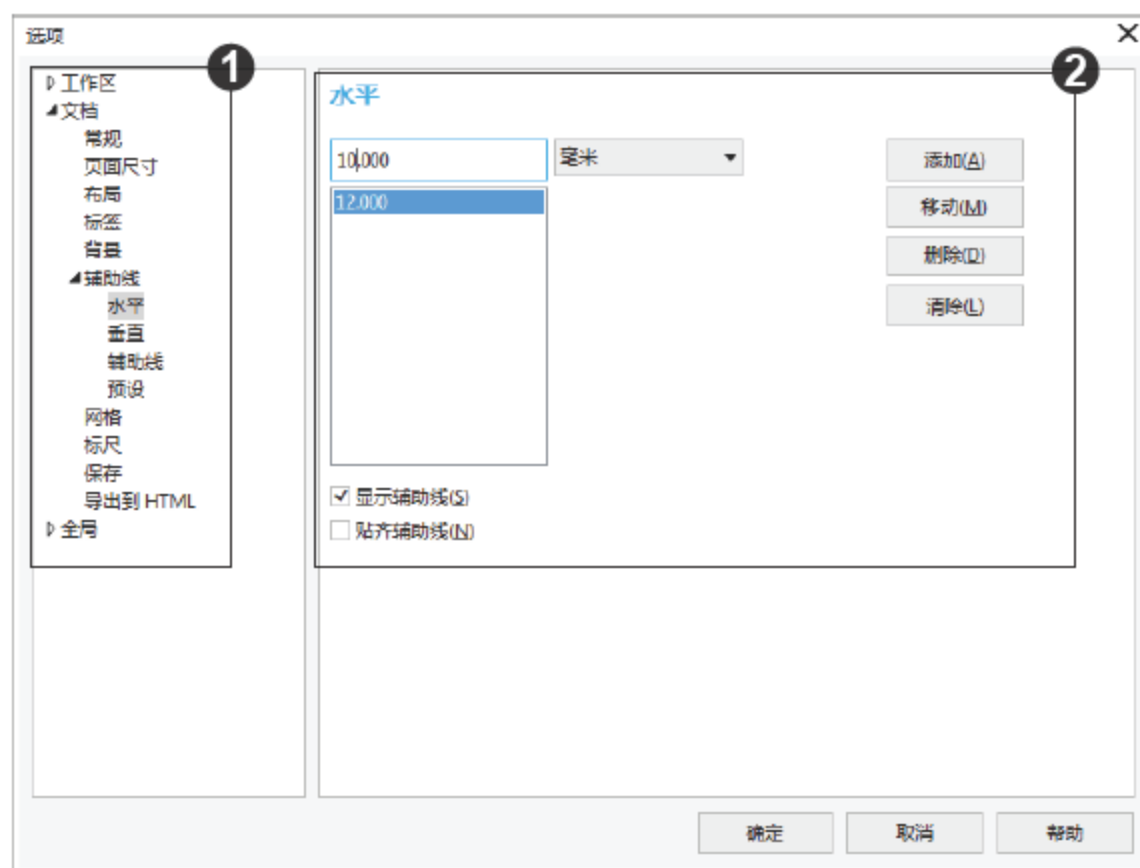 选项
1
工作区
文档
常规
页面尺寸
布局
标签
背景
辅助线
水平
垂直
辅助线
预设
网格
标尺
保存
导出到 HTML
全局
2
水平
10.000 毫米 添加(A)
12.000
移动(M)
删除(D)
清除(L)
显示辅助线(S)
贴齐辅助线(N)
确定 取消 帮助